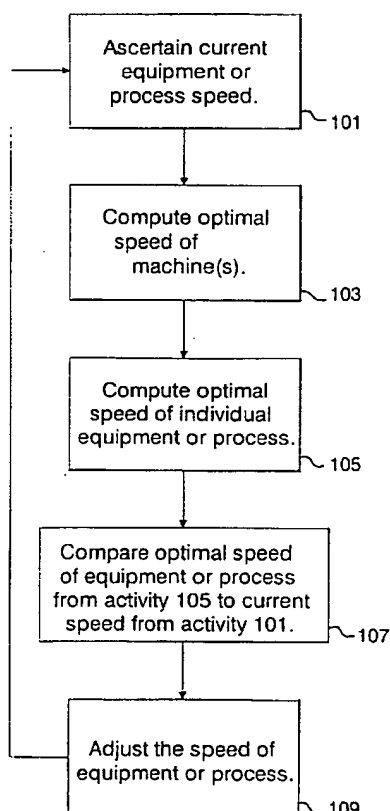 Ascertain current
equipment or
process speed.
101
Compute optimal
speed of
machine(s).
103
Compute optimal
speed of individual
equipment or process.
105
Compare optimal speed
of equipment or process
from activity 105 to current
speed from activity 101.
107
Adjust the speed of
equipment or process.
109